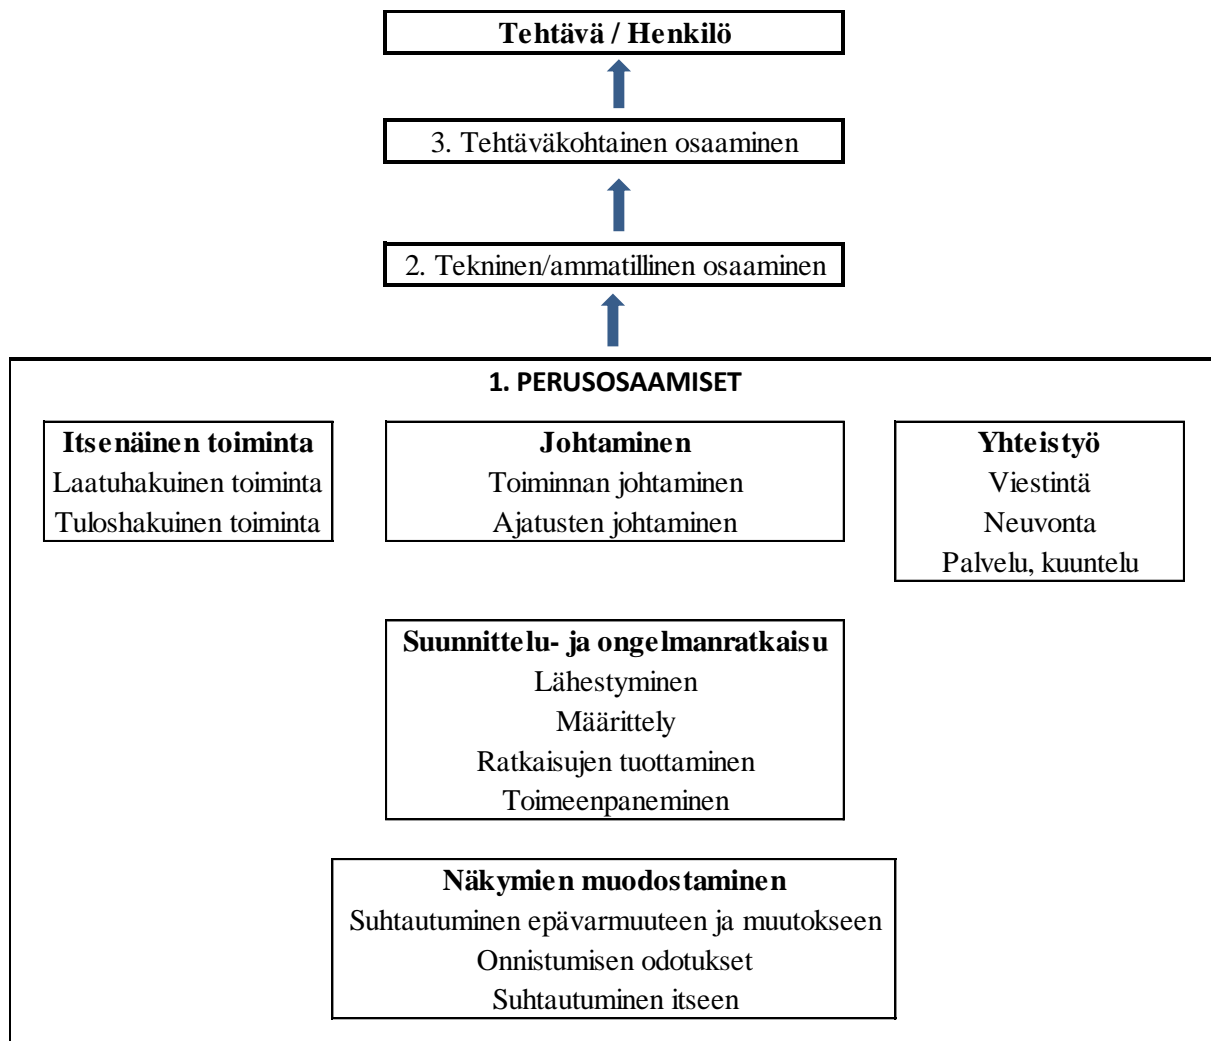 Tehtävä / Henkilö
3. Tehtäväkohtainen osaaminen
2. Tekninen/ammatillinen osaaminen
1. PERUSOSAAMISET
Itsenäinen toiminta
Laatuhakuinen toiminta
Tuloshakuinen toiminta
Johtaminen
Toiminnan johtaminen
Ajatusten johtaminen
Yhteistyö
Viestintä
Neuvonta
Palvelu, kuuntelu
Suunnittelu- ja ongelmanratkaisu
Lähestyminen
Määrittely
Ratkaisujen tuottaminen
Toimeenpaneminen
Näkymien muodostaminen
Suhtautuminen epävarmuuteen ja muutokseen
Onnistumisen odotukset
Suhtautuminen itseen